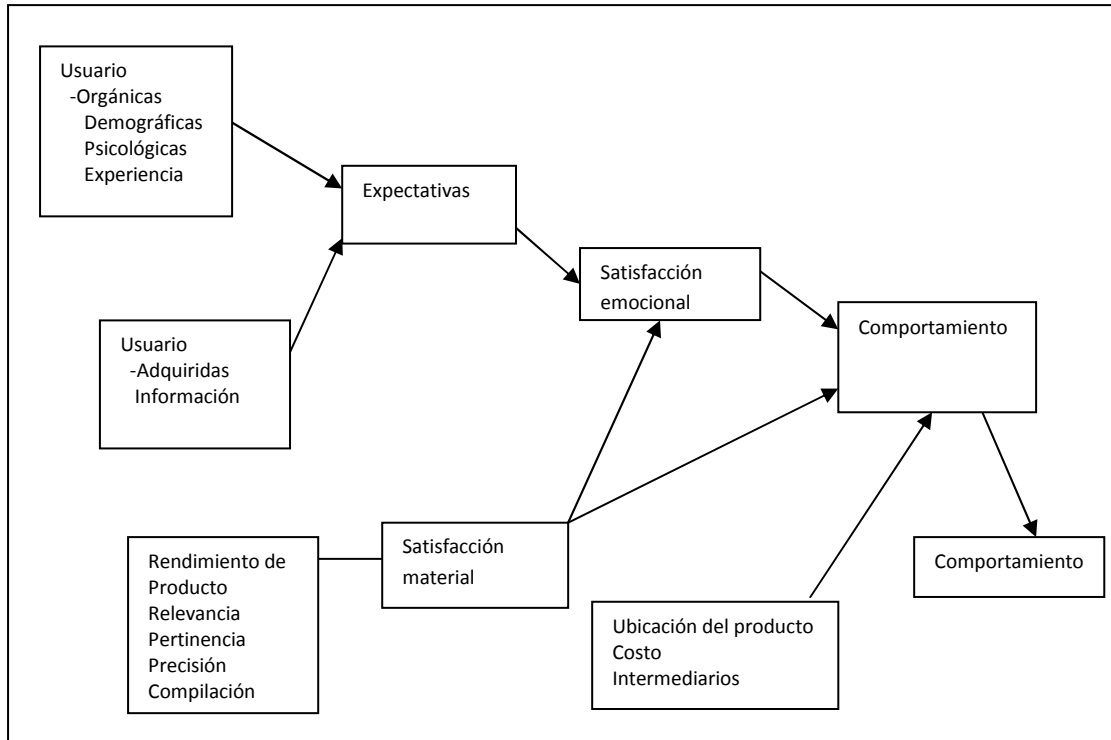 Usuario
-Orgánicas
Demográficas
Psicológicas
Experiencia
Expectativas
Satisfacción
emocional
Comportamiento
Usuario
-Adquiridas
Información
Rendimiento de
Producto
Relevancia
Pertinencia
Precisión
Compilación
Satisfacción
material
Ubicación del producto
Costo
Intermediarios
Comportamiento